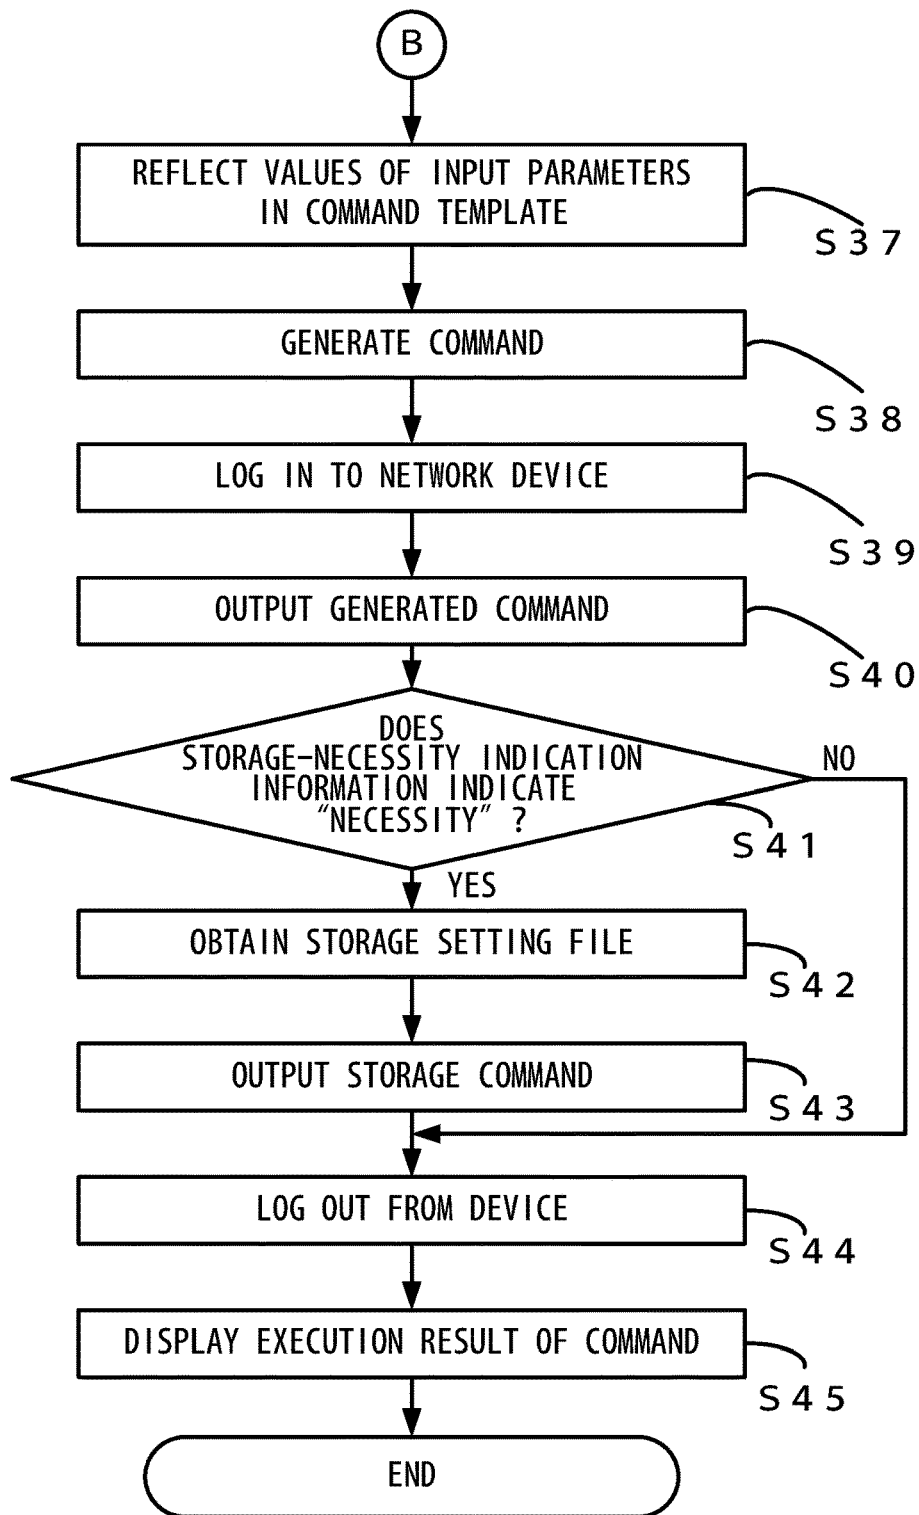 B
REFLECT VALUES OF INPUT PARAMETERS
IN COMMAND TEMPLATE
S37
GENERATE COMMAND
S38
LOG IN TO NETWORK DEVICE
S39
OUTPUT GENERATED COMMAND
S40
DOES
STORAGE-NECESSITY INDICATION
INFORMATION INDICATE
"NECESSITY" ?
NO
S41
YES
OBTAIN STORAGE SETTING FILE
S42
OUTPUT STORAGE COMMAND
S43
LOG OUT FROM DEVICE
S44
DISPLAY EXECUTION RESULT OF COMMAND
S45
END